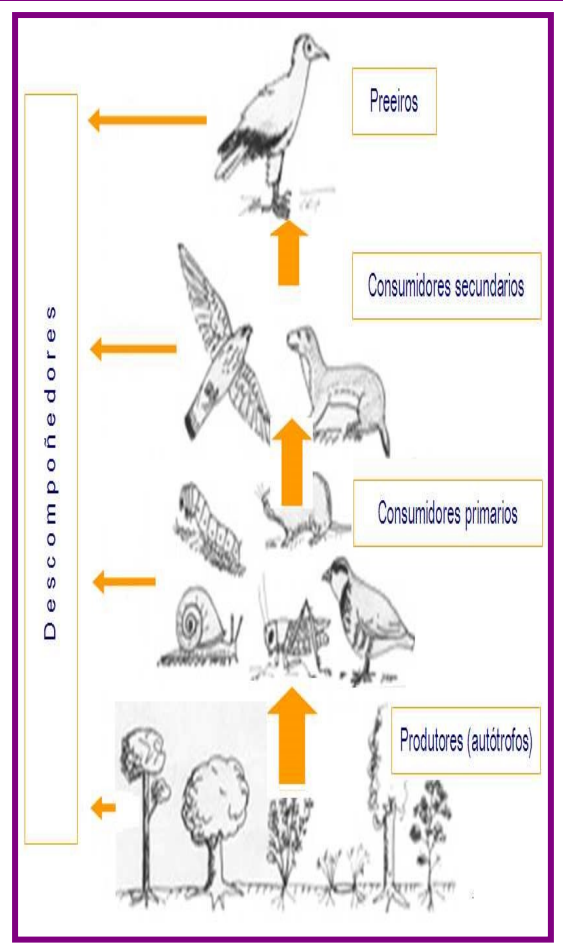 Preeiros
Consumidores secundarios
Consumidores primarios
Produtores (autótrofos)
Descompoñedores